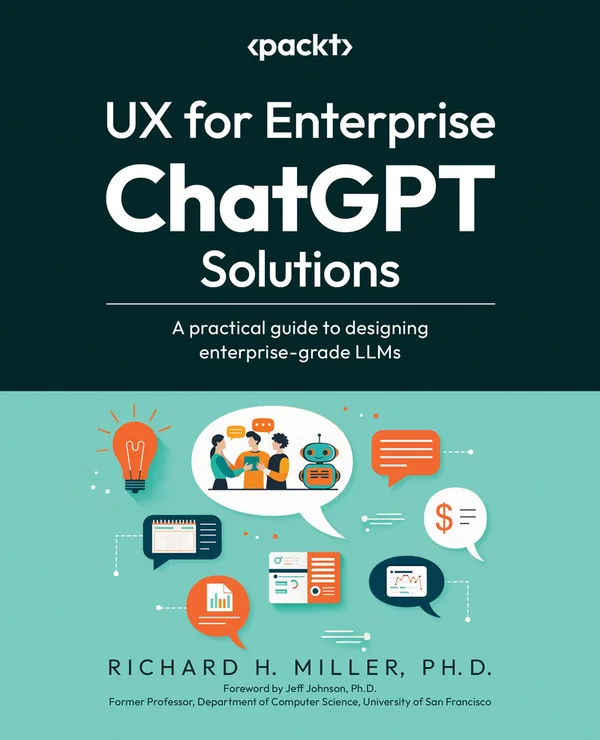 <packt>
UX for Enterprise
ChatGPT
Solutions
A practical guide to designing
enterprise-grade LLMs
$
RICHARD H. MILLER, PH.D.
Foreword by Jeff Johnson, Ph.D.
Former Professor, Department of Computer Science, University of San Francisco